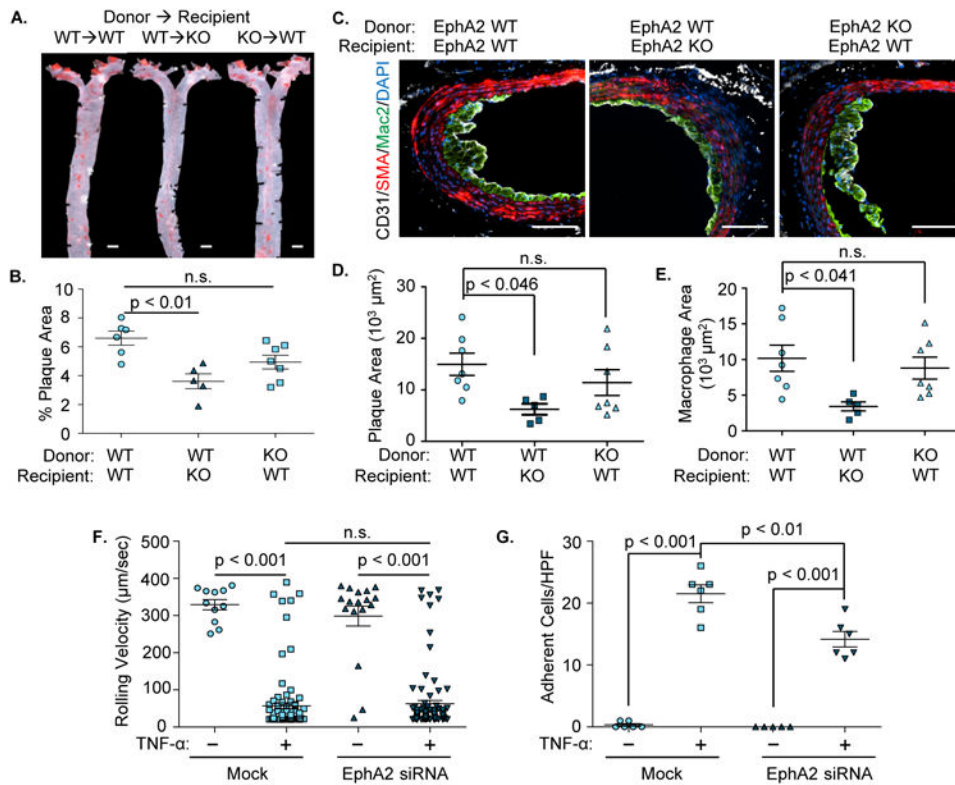 A.
Donor → Recipient
WT→WT WT→KO KO→WT
B.
% Plaque Area
8
6
4
2
0
p < 0.01
n.s.
Donor: WT WT KO
Recipient: WT KO WT
C.
Donor: EphA2 WT EphA2 WT EphA2 KO
Recipient: EphA2 WT EphA2 KO EphA2 WT
CD31/SMA/Mac2/DAPI
D.
Plaque Area (10³ µm²)
30
20
10
0
p < 0.046
n.s.
Donor: WT WT KO
Recipient: WT KO WT
E.
Macrophage Area
(10³ µm²)
20
15
10
5
0
p < 0.041
n.s.
Donor: WT WT KO
Recipient: WT KO WT
F.
Rolling Velocity (µm/sec)
500
400
300
200
100
0
p < 0.001
n.s.
p < 0.001
TNF-α: − + − +
Mock EphA2 siRNA
G.
Adherent Cells/HPF
30
20
10
0
p < 0.001
p < 0.01
p < 0.001
TNF-α: − + − +
Mock EphA2 siRNA